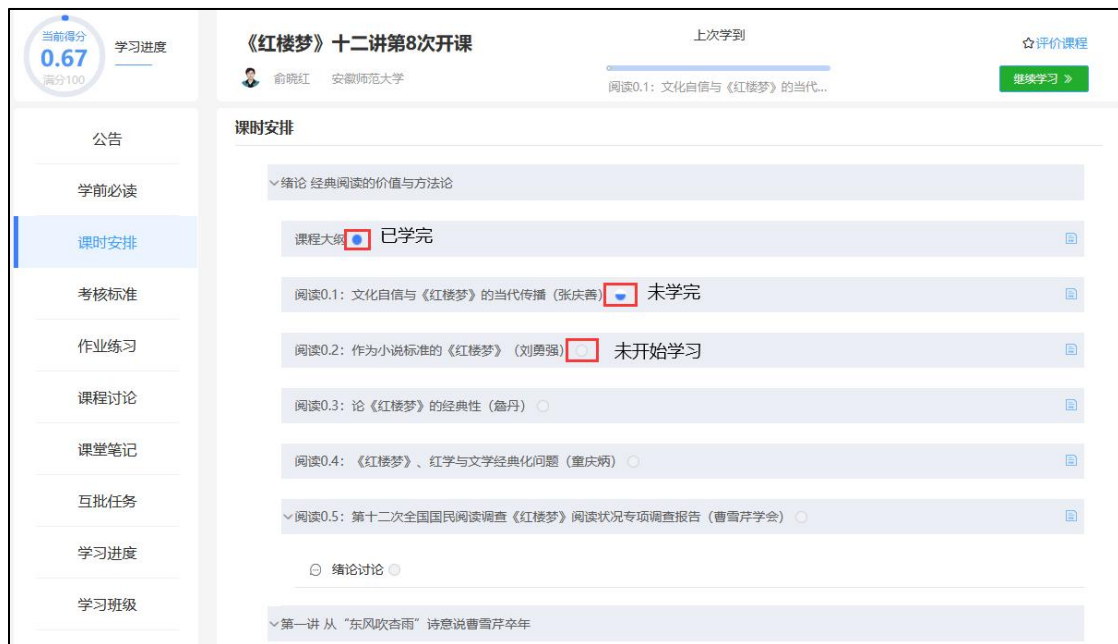 当前得分
0.67
满分100
学习进度
《红楼梦》十二讲第8次开课
俞晓红 安徽师范大学
上次学到
阅读0.1：文化自信与《红楼梦》的当代...
评价课程
继续学习 》
公告
学前必读
课时安排
考核标准
作业练习
课程讨论
课堂笔记
互批任务
学习进度
学习班级
课时安排
绪论 经典阅读的价值与方法论
课程大纲 已学完
阅读0.1：文化自信与《红楼梦》的当代传播（张庆善） 未学完
阅读0.2：作为小说标准的《红楼梦》（刘勇强） 未开始学习
阅读0.3：论《红楼梦》的经典性（詹丹）
阅读0.4：《红楼梦》、红学与文学经典化问题（童庆炳）
阅读0.5：第十二次全国国民阅读调查《红楼梦》阅读状况专项调查报告（曹雪芹学会）
绪论讨论
第一讲 从“东风吹杏雨”诗意说曹雪芹卒年